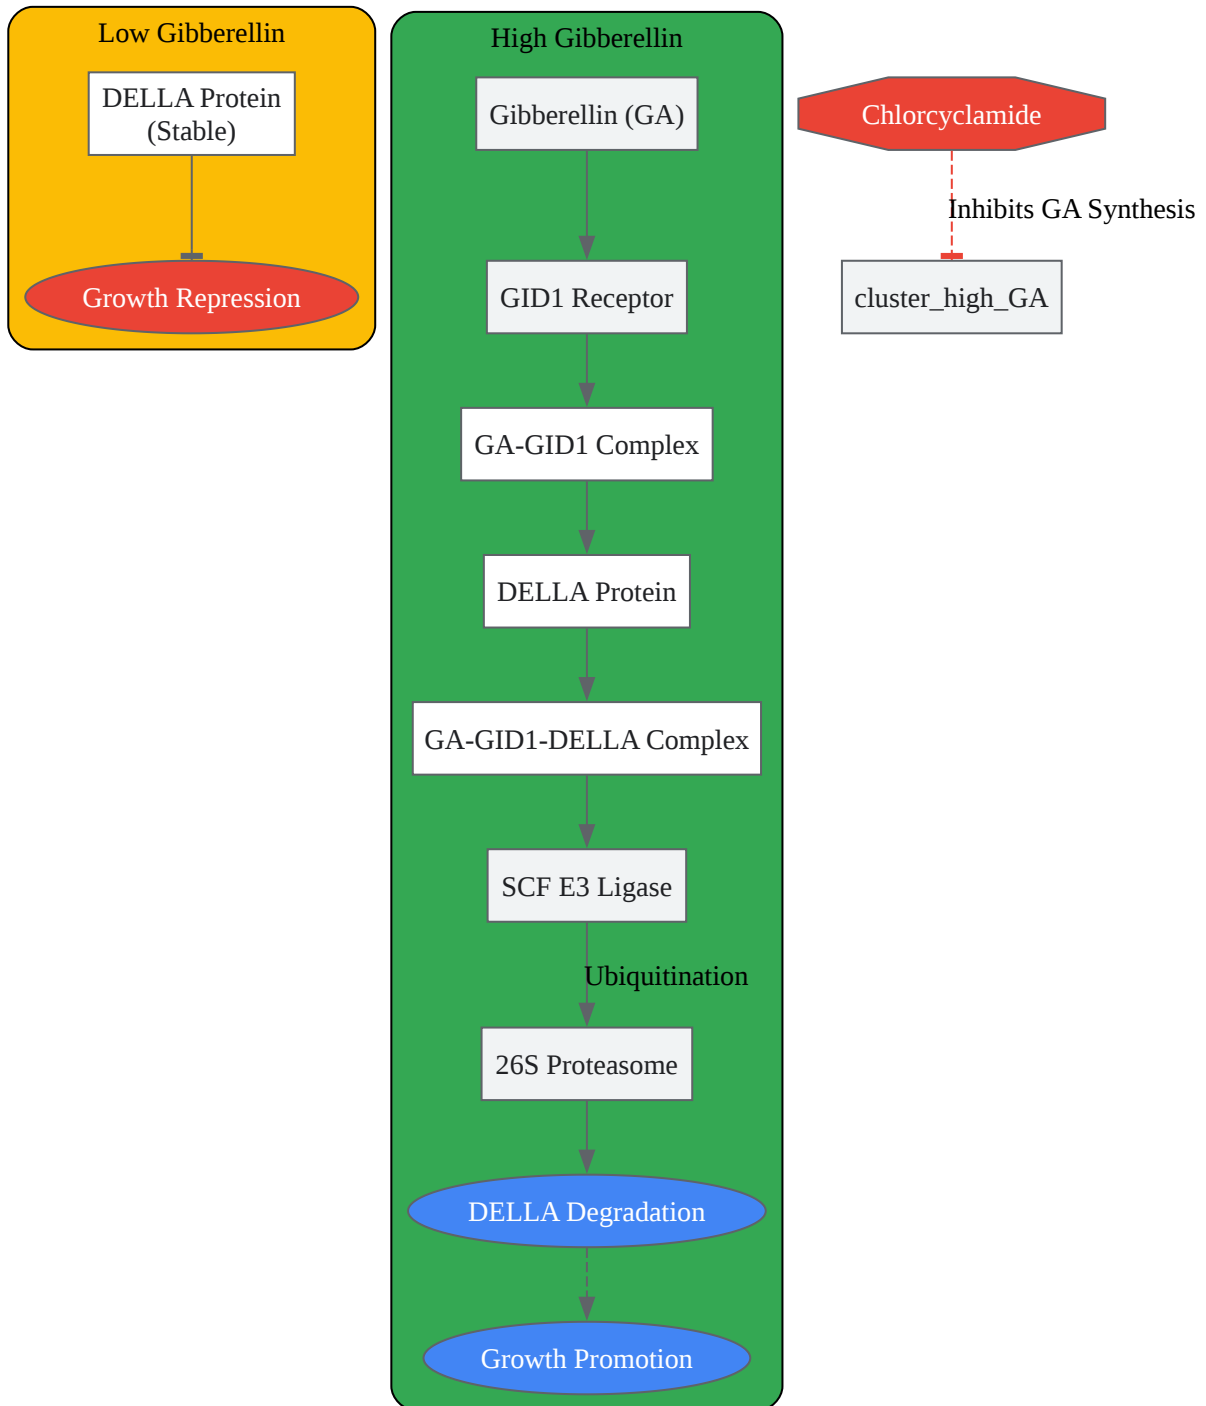 Low Gibberellin
DELLA Protein
(Stable)
Growth Repression
High Gibberellin
Gibberellin (GA)
GID1 Receptor
GA-GID1 Complex
DELLA Protein
GA-GID1-DELLA Complex
SCF E3 Ligase
Ubiquitination
26S Proteasome
DELLA Degradation
Growth Promotion
Chlorcyclamide
Inhibits GA Synthesis
cluster_high_GA